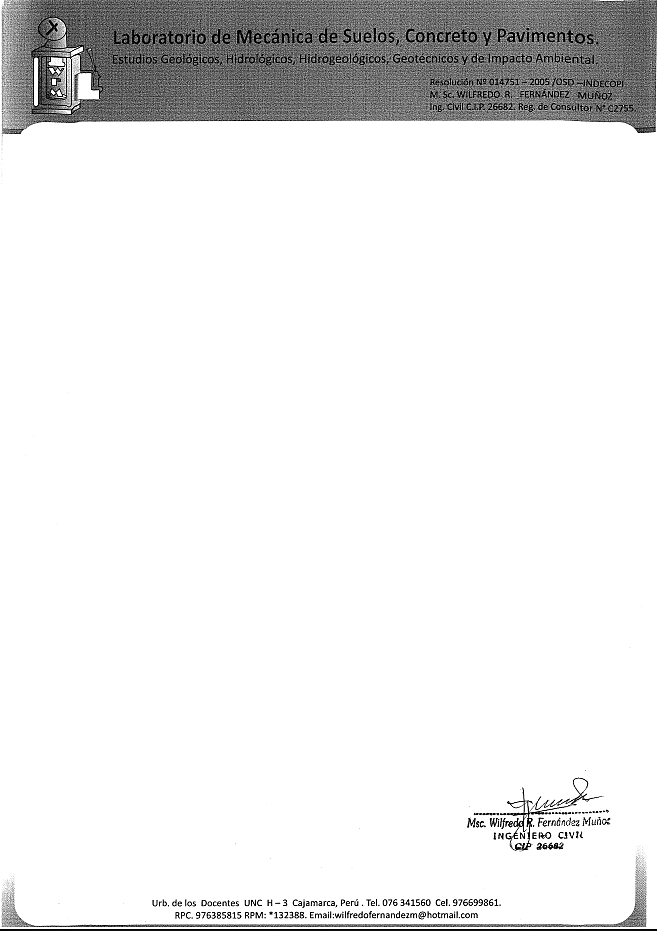 Laboratorio de Mecánica de Suelos, Concreto y Pavimentos.
Estudios Geológicos, Hidrológicos, Hidrogeológicos, Geotecnicos y de Impacto Ambiental.
Resolución Nº 014751 – 2005 /OSD –INDECOPI
M. Sc. WILFREDO R. FERNÁNDEZ MUÑOZ
Ing. Civil C.I.P. 26682. Reg. de Consultor N° C2755
Msc. Wilfredo R. Fernández Muñoz
INGENIERO CIVIL
CIP 26682
Urb. de los Docentes UNC H – 3 Cajamarca, Perú . Tel. 076 341560 Cel. 976699861.
RPC. 976385815 RPM: *132388. Email:wilfredofernandezm@hotmail.com